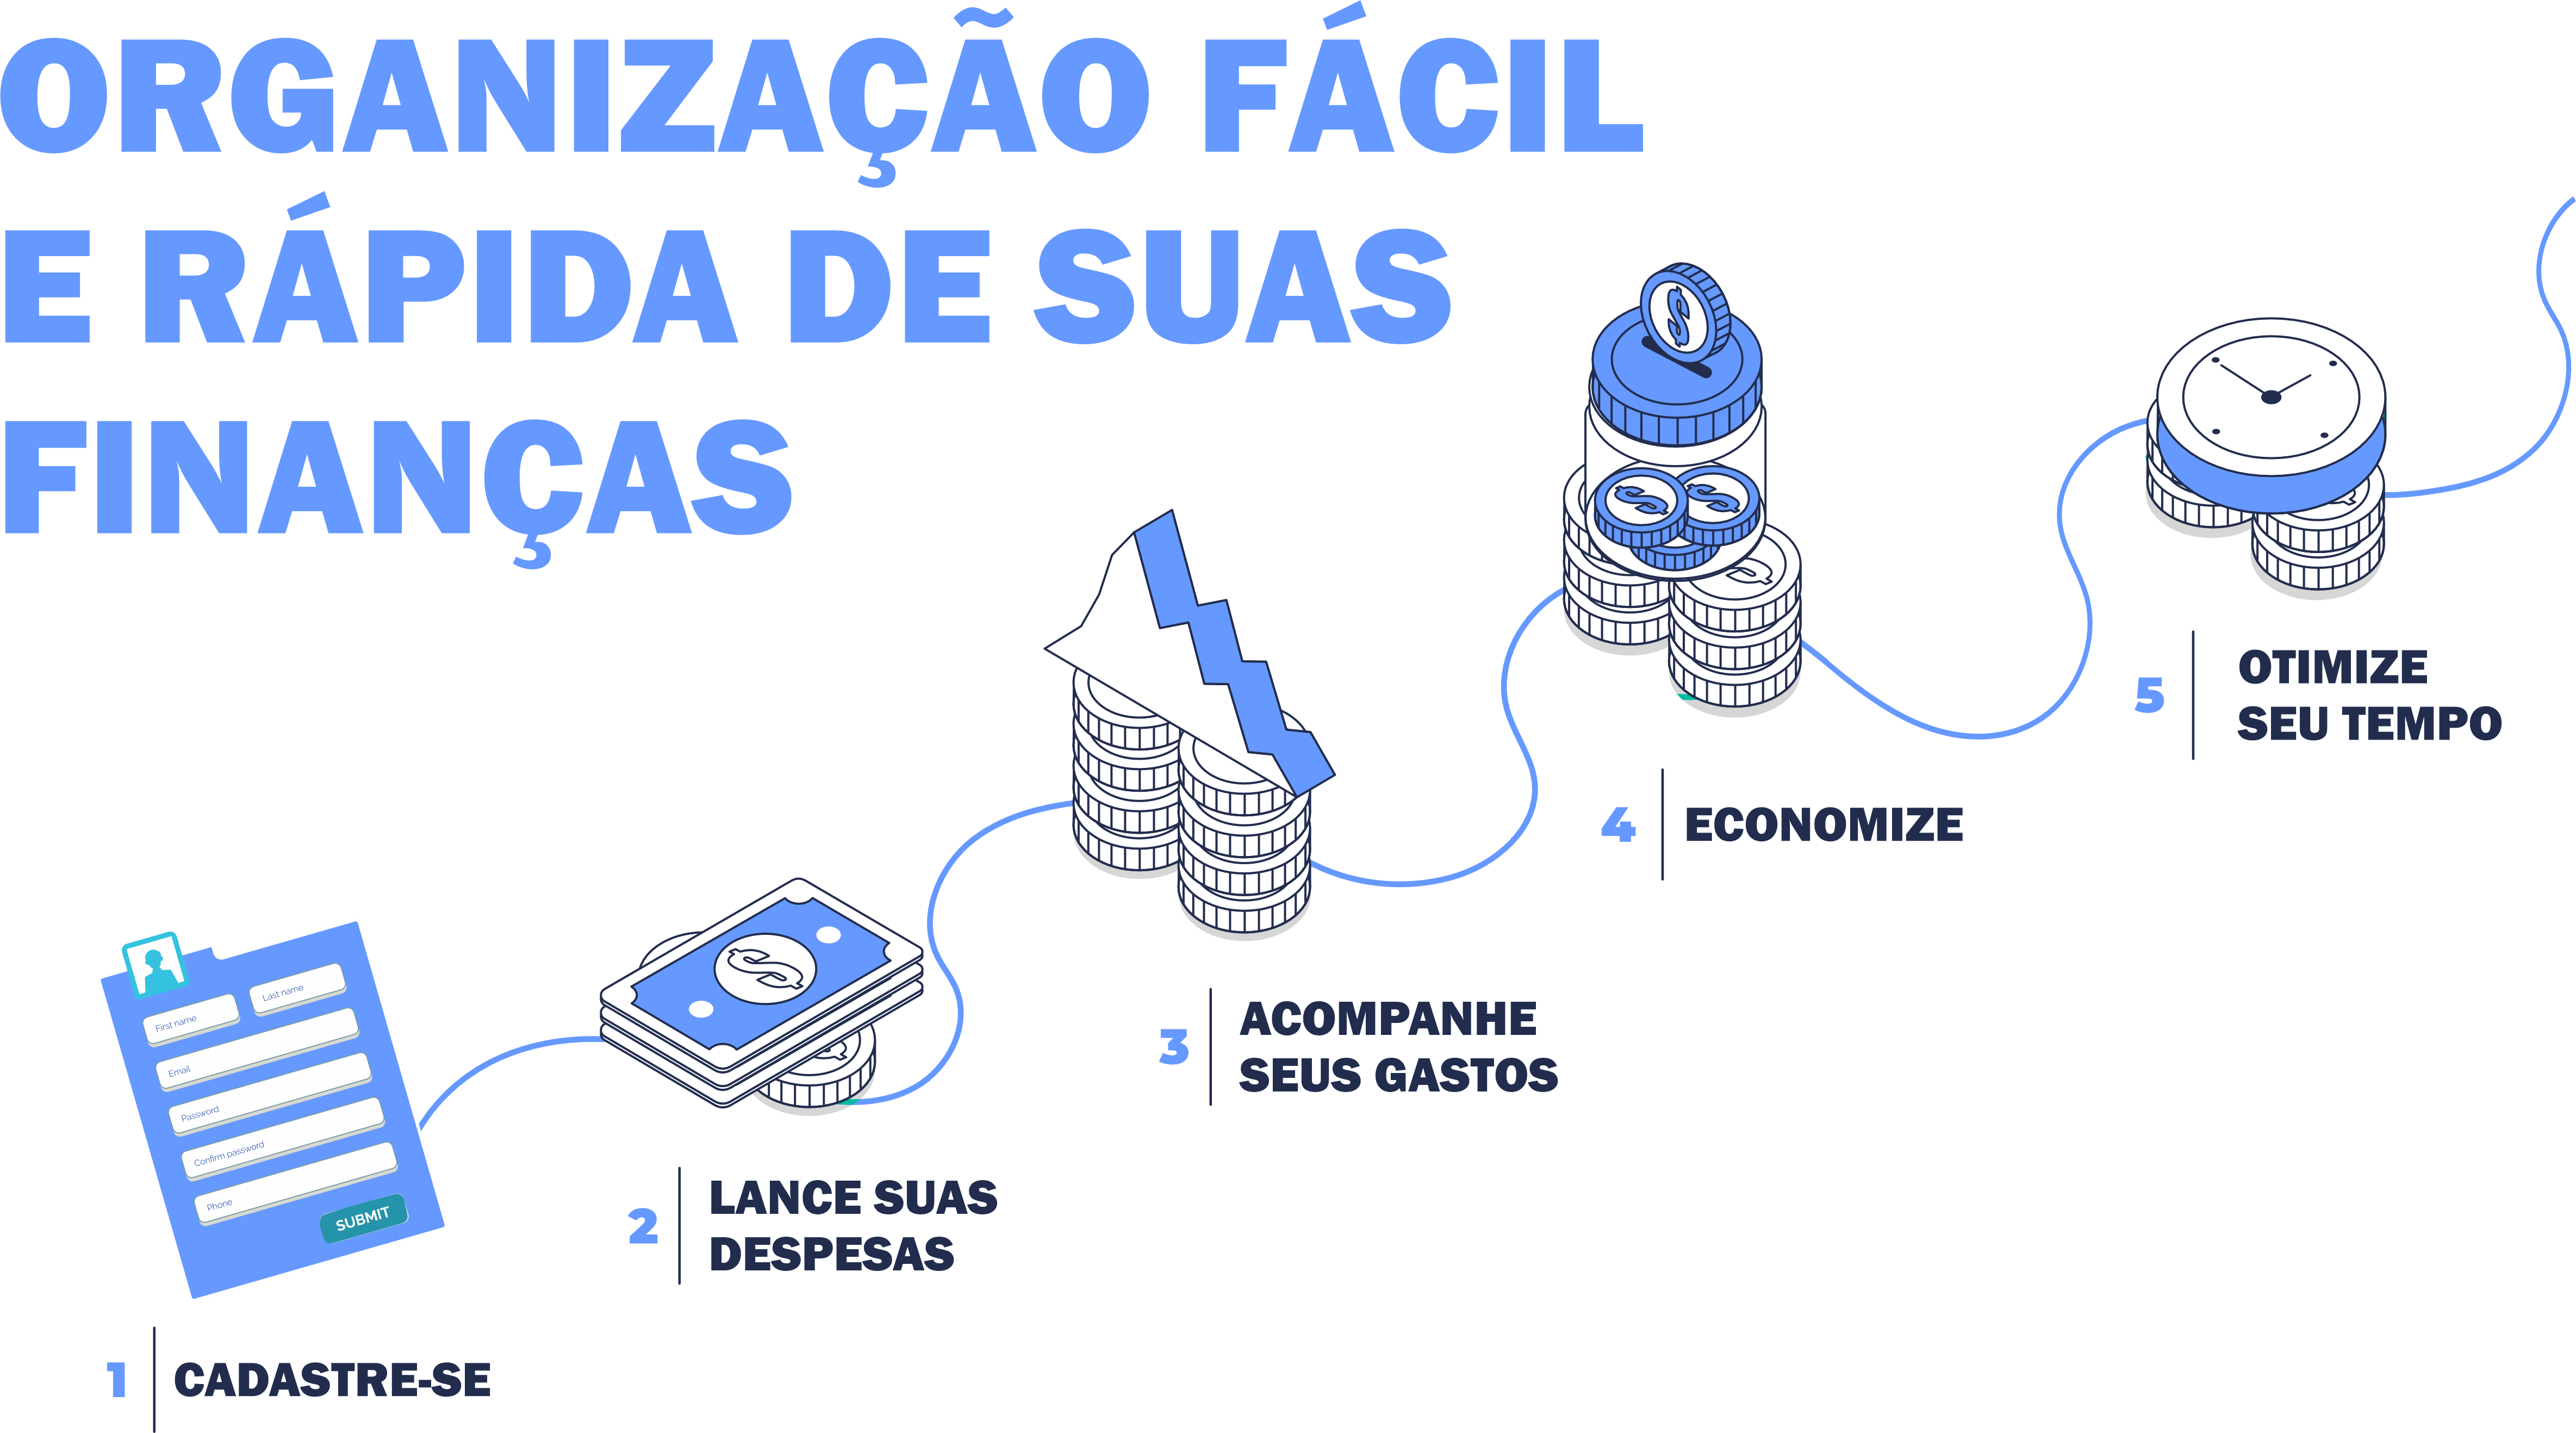 ORGANIZAÇÃO FÁCIL
E RÁPIDA DE SUAS
FINANÇAS
First name
Last name
Email
Password
Confirm password
Phone
SUBMIT
1
CADASTRE-SE
2
LANCE SUAS
DESPESAS
3
ACOMPANHE
SEUS GASTOS
4
ECONOMIZE
5
OTIMIZE
SEU TEMPO